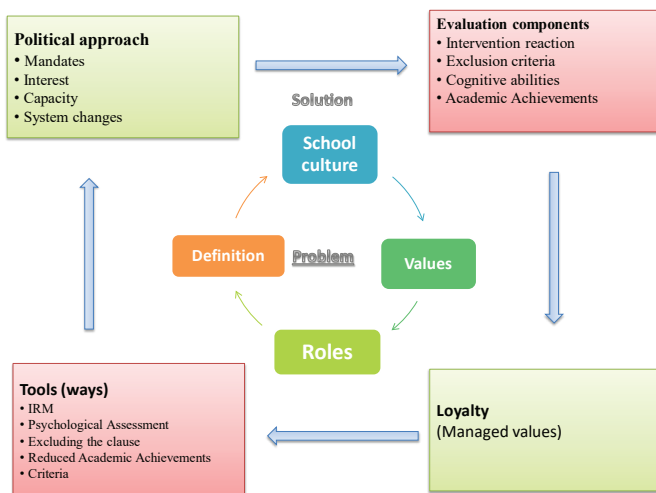 Political approach
• Mandates
• Interest
• Capacity
• System changes
Evaluation components
• Intervention reaction
• Exclusion criteria
• Cognitive abilities
• Academic Achievements
Solution
School
culture
Definition
Problem
Values
Roles
Tools (ways)
• IRM
• Psychological Assessment
• Excluding the clause
• Reduced Academic Achievements
• Criteria
Loyalty
(Managed values)